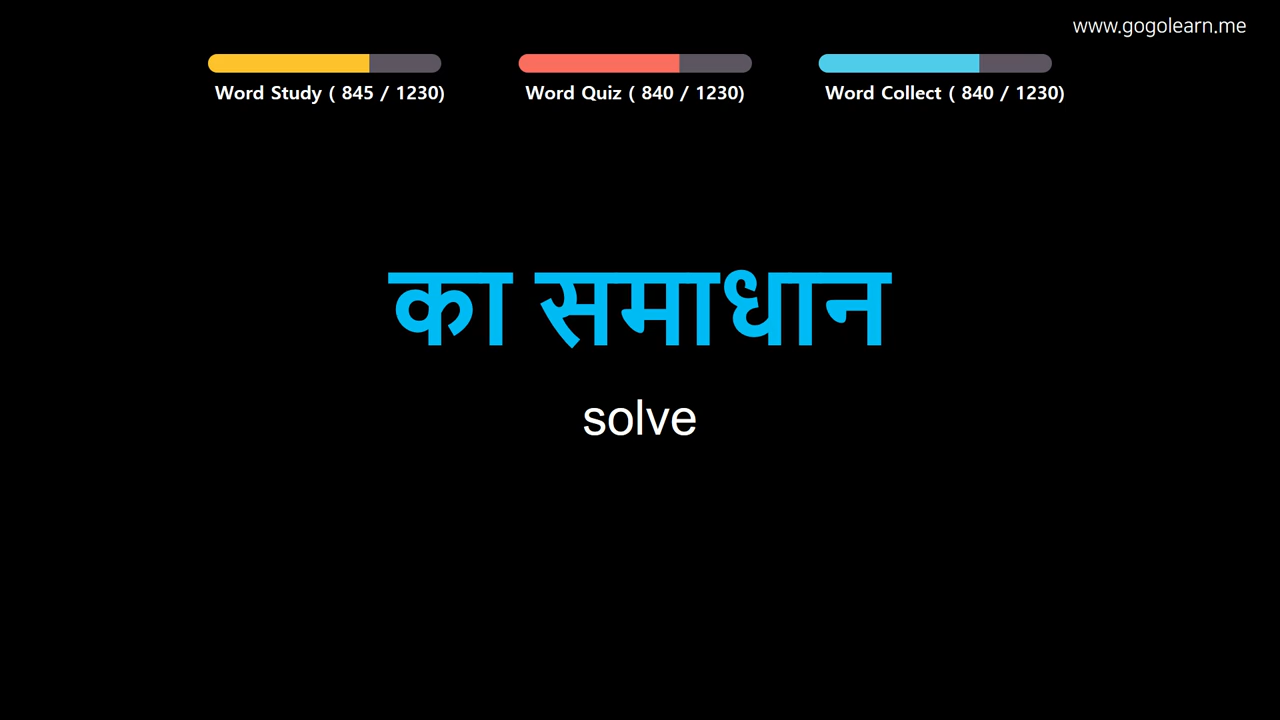 www.gogolearn.me
Word Study ( 845 / 1230)
Word Quiz ( 840 / 1230)
Word Collect ( 840 / 1230)
का समाधान
solve